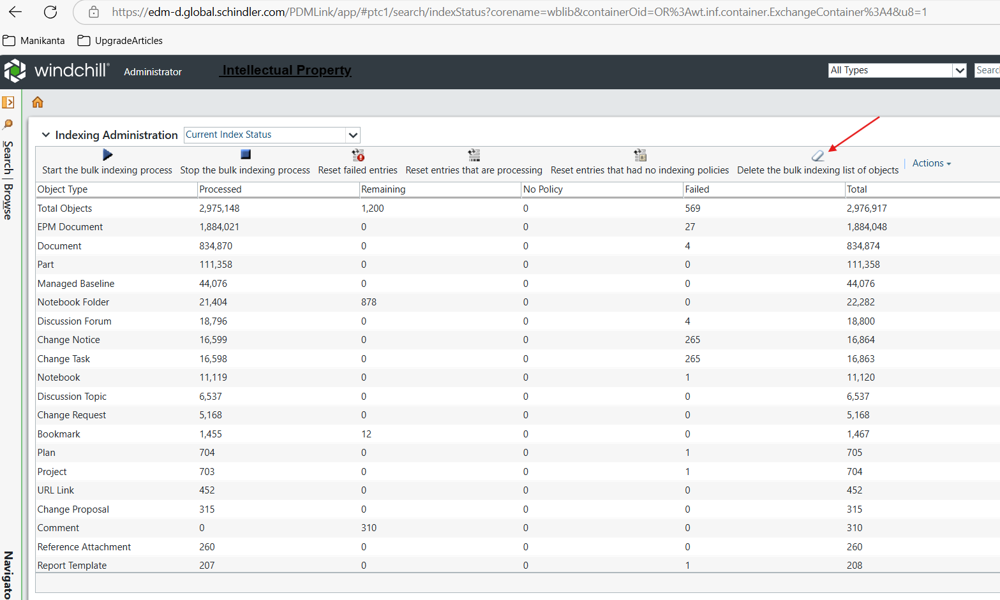 https://edm-d.global.schindler.com/PDMLink/app/#ptc1/search/indexStatus?corename=wblib&containerOid=OR%3Awt.inf.container.ExchangeContainer%3A4&u8=1
Manikanta UpgradeArticles
windchill® Administrator Intellectual Property All Types Searc
Indexing Administration Current Index Status
Start the bulk indexing process Stop the bulk indexing process Reset failed entries Reset entries that are processing Reset entries that had no indexing policies Delete the bulk indexing list of objects Actions
Object Type Processed Remaining No Policy Failed Total
Total Objects 2,975,148 1,200 0 569 2,976,917
EPM Document 1,884,021 0 0 27 1,884,048
Document 834,870 0 0 4 834,874
Part 111,358 0 0 0 111,358
Managed Baseline 44,076 0 0 0 44,076
Notebook Folder 21,404 878 0 0 22,282
Discussion Forum 18,796 0 0 4 18,800
Change Notice 16,599 0 0 265 16,864
Change Task 16,598 0 0 265 16,863
Notebook 11,119 0 0 1 11,120
Discussion Topic 6,537 0 0 0 6,537
Change Request 5,168 0 0 0 5,168
Bookmark 1,455 12 0 0 1,467
Plan 704 0 0 1 705
Project 703 0 0 1 704
URL Link 452 0 0 0 452
Change Proposal 315 0 0 0 315
Comment 0 310 0 0 310
Reference Attachment 260 0 0 0 260
Report Template 207 0 0 1 208
Search | Browse
Navigato